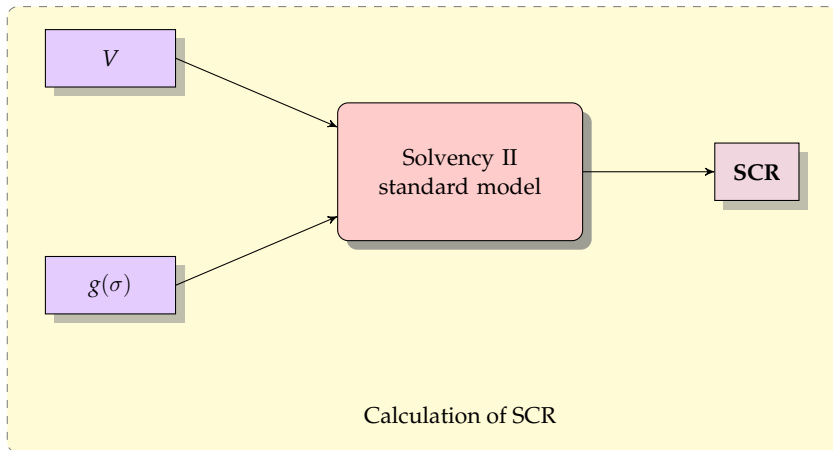 V
Solvency II
standard model
SCR
g(σ)
Calculation of SCR